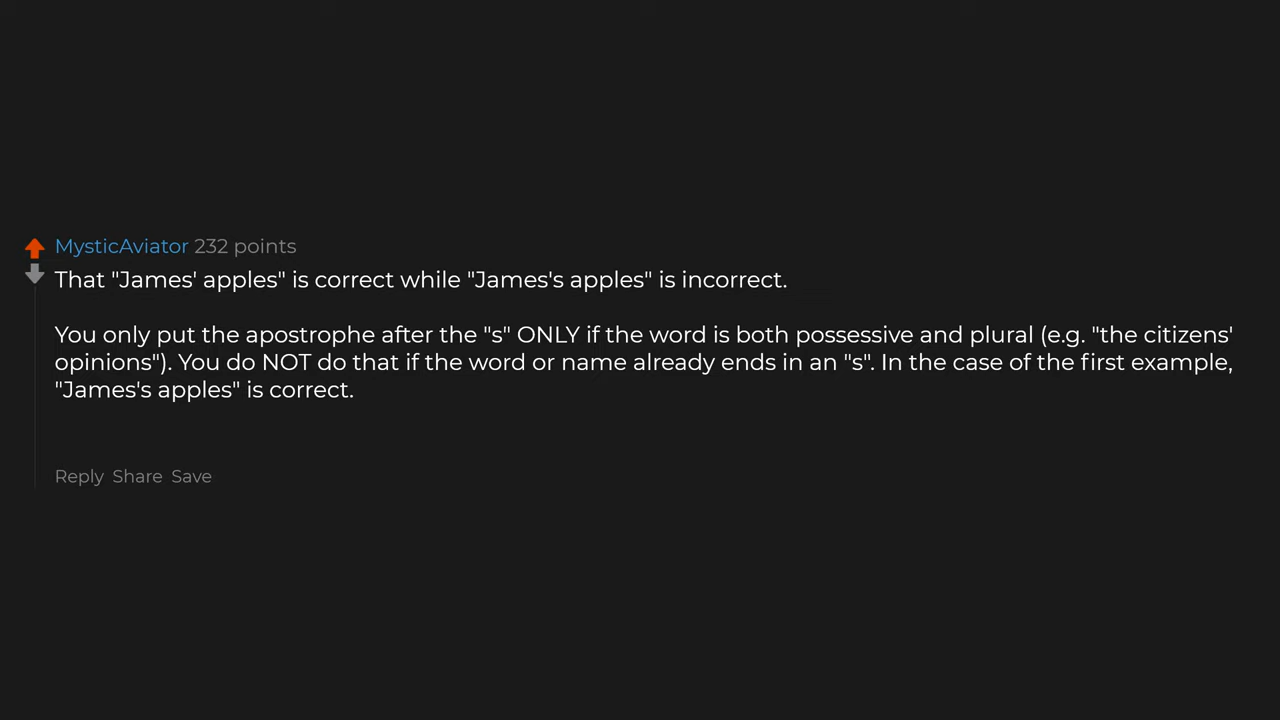 MysticAviator 232 points
That "James' apples" is correct while "James's apples" is incorrect.
You only put the apostrophe after the "s" ONLY if the word is both possessive and plural (e.g. "the citizens'
opinions"). You do NOT do that if the word or name already ends in an "s". In the case of the first example,
"James's apples" is correct.
Reply Share Save